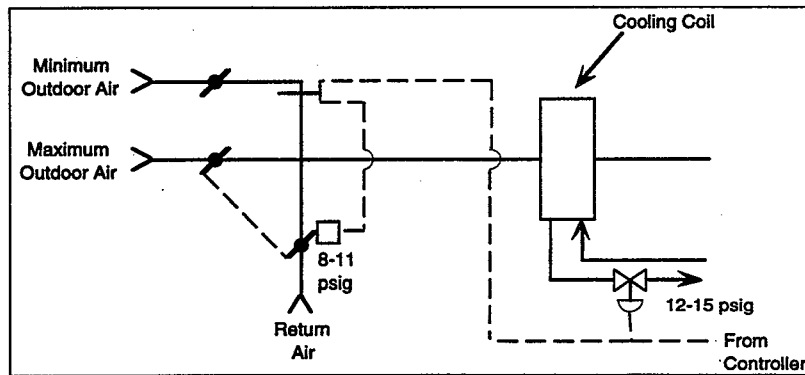 Cooling Coil
Minimum
Outdoor Air
Maximum
Outdoor Air
8-11
psig
Return
Air
12-15 psig
From
Controller